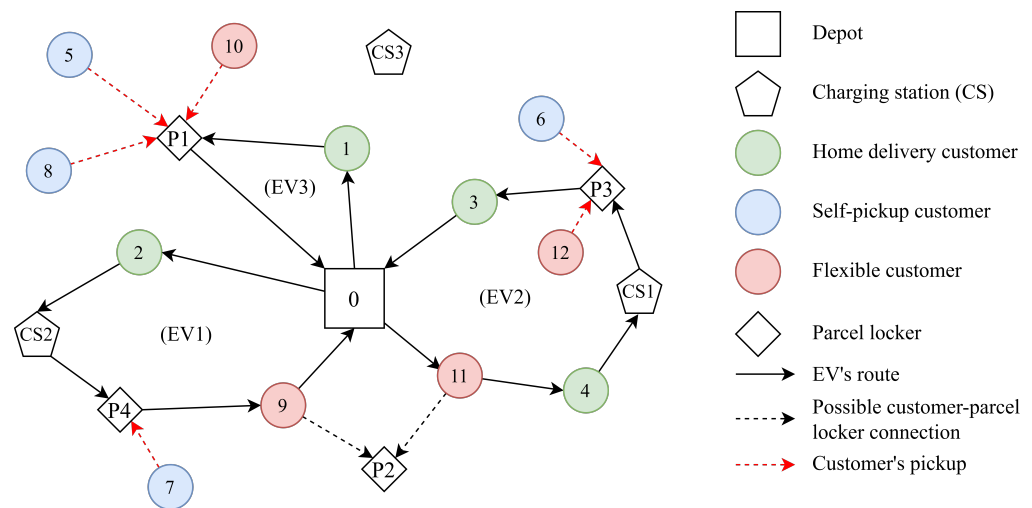 5
10
CS3
Depot
Charging station (CS)
6
P1
1
Home delivery customer
8
(EV3)
P3
3
Self-pickup customer
2
12
Flexible customer
0
(EV2)
CS1
CS2
(EV1)
Parcel locker
11
EV's route
4
9
P4
Possible customer-parcel
locker connection
P2
Customer's pickup
7